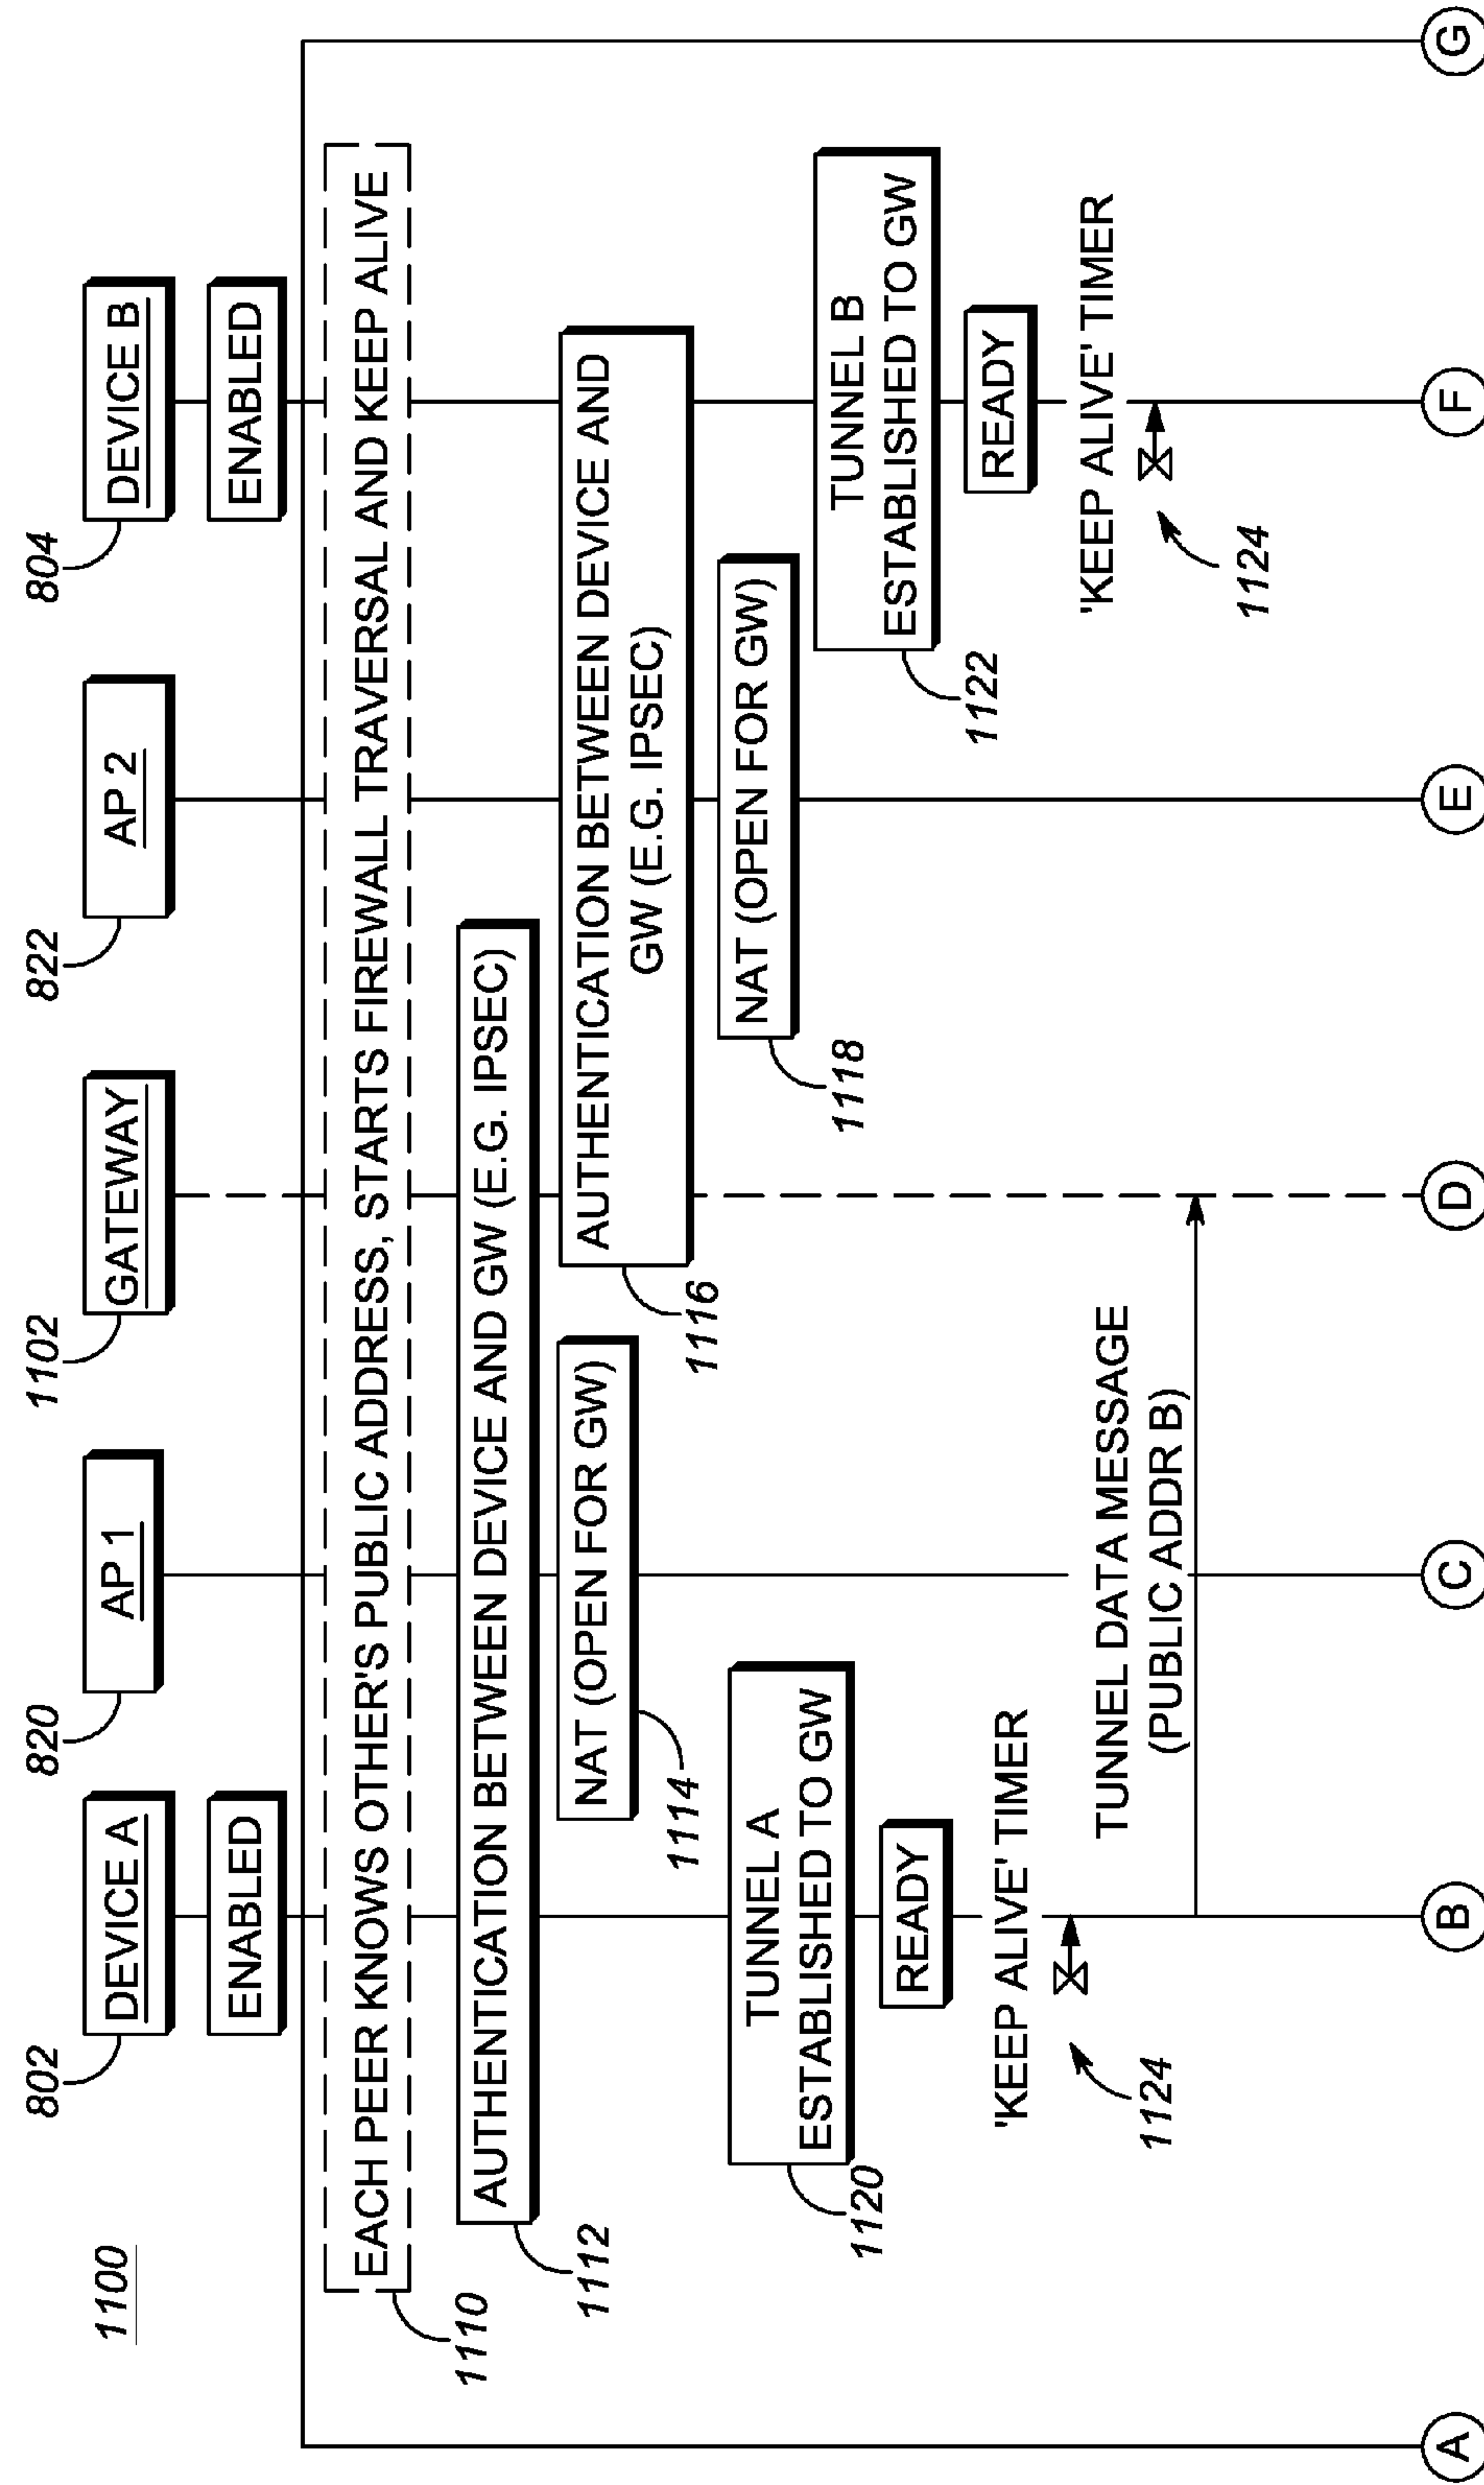 1100
802
820
1102
822
804
DEVICE A
AP 1
GATEWAY
AP 2
DEVICE B
ENABLED
ENABLED
EACH PEER KNOWS OTHER'S PUBLIC ADDRESS, STARTS FIREWALL TRAVERSAL AND KEEP ALIVE
1110
AUTHENTICATION BETWEEN DEVICE AND GW (E.G. IPSEC)
1112
NAT (OPEN FOR GW)
1114
AUTHENTICATION BETWEEN DEVICE AND
GW (E.G. IPSEC)
1116
NAT (OPEN FOR GW)
1118
TUNNEL A
ESTABLISHED TO GW
1120
TUNNEL B
ESTABLISHED TO GW
1122
READY
READY
'KEEP ALIVE' TIMER
1124
'KEEP ALIVE' TIMER
1124
TUNNEL DATA MESSAGE
(PUBLIC ADDR B)
A
B
C
D
E
F
G